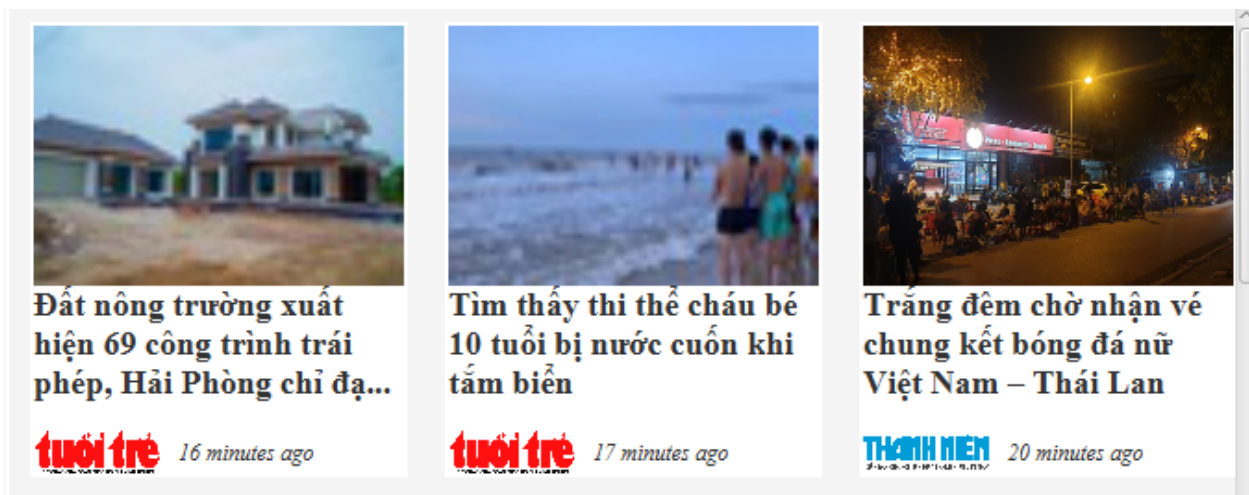 Đất nông trường xuất
hiện 69 công trình trái
phép, Hải Phòng chỉ đạ...
tuổi trẻ 16 minutes ago
Tìm thấy thi thể cháu bé
10 tuổi bị nước cuốn khi
tắm biển
tuổi trẻ 17 minutes ago
Trắng đêm chờ nhận vé
chung kết bóng đá nữ
Việt Nam – Thái Lan
THANH NIÊN 20 minutes ago